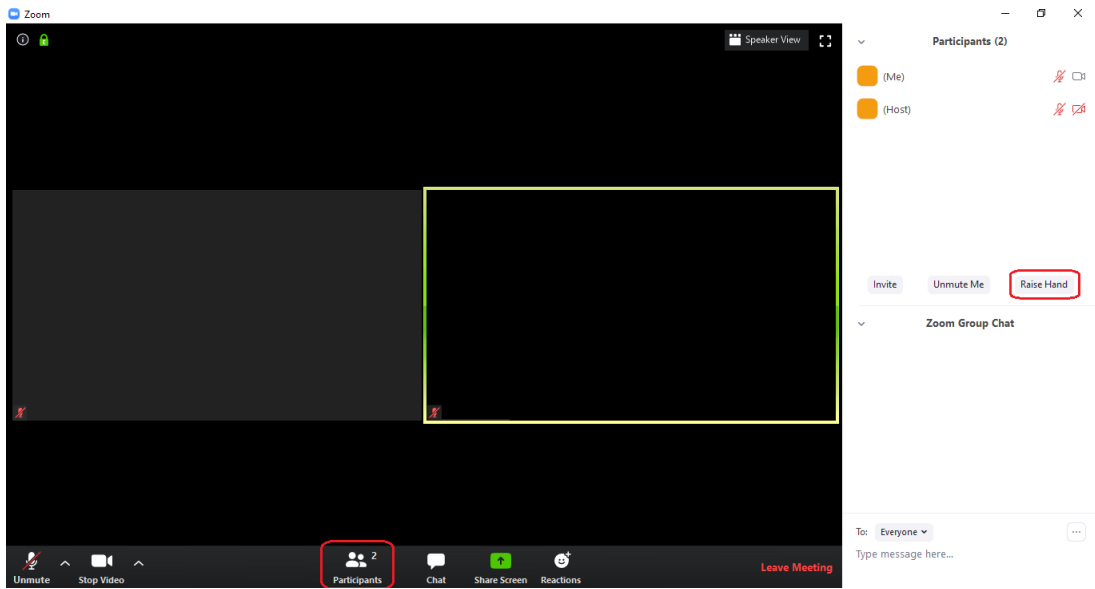 Zoom
Speaker View
Participants (2)
(Me)
(Host)
Invite
Unmute Me
Raise Hand
Zoom Group Chat
To: Everyone
...
Type message here...
Unmute
Stop Video
2
Participants
Chat
Share Screen
Reactions
Leave Meeting